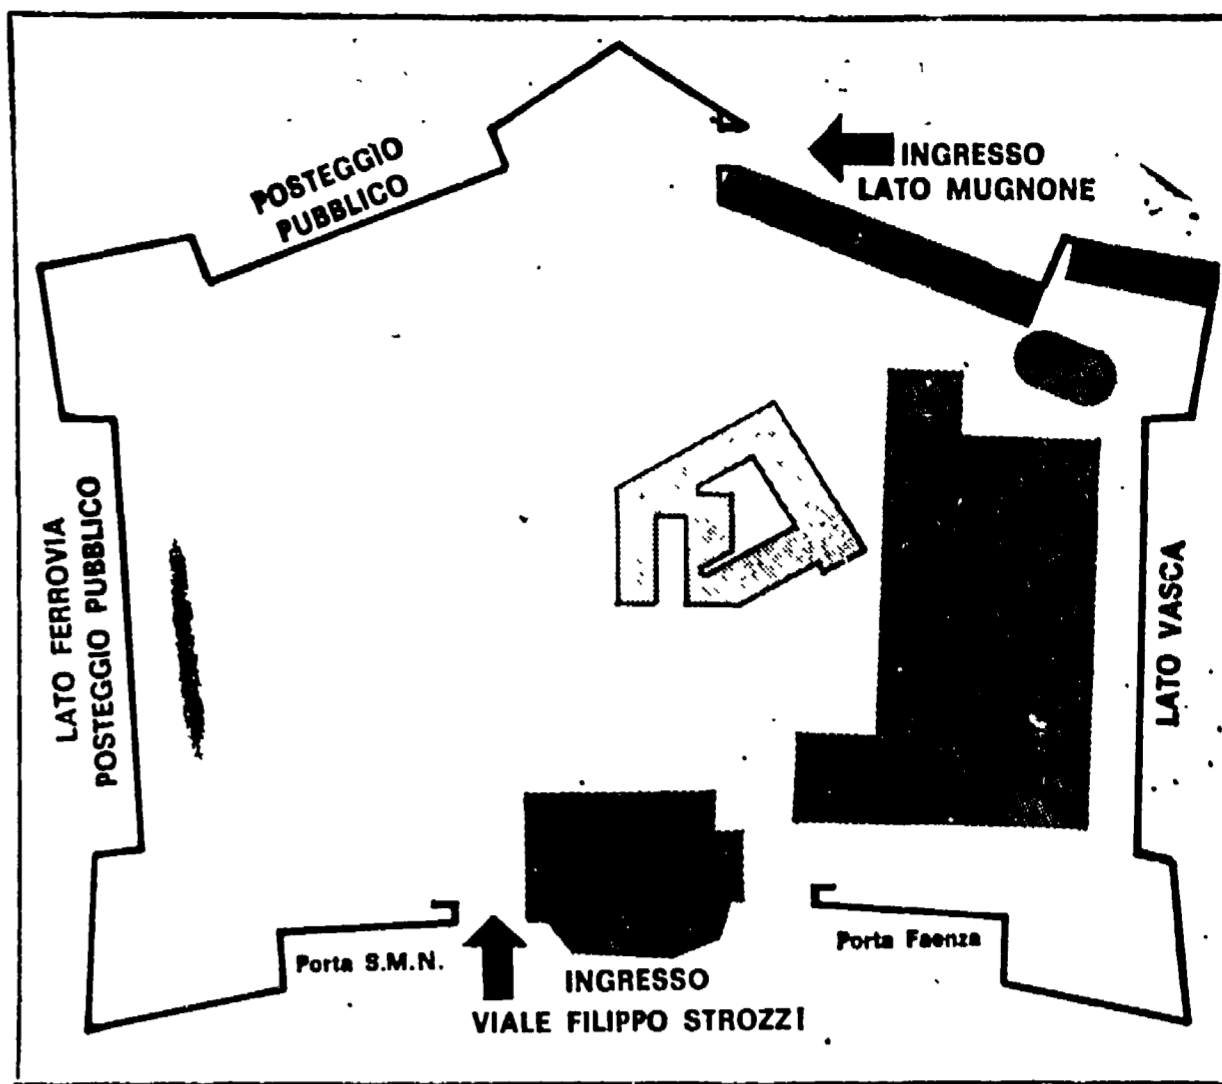 POSTEGGIO
PUBBLICO
INGRESSO
LATO MUGNONE
LATO FERROVIA
POSTEGGIO PUBBLICO
LATO VASCA
Porta S.M.N.
Porta Faenza
INGRESSO
VIALE FILIPPO STROZZI